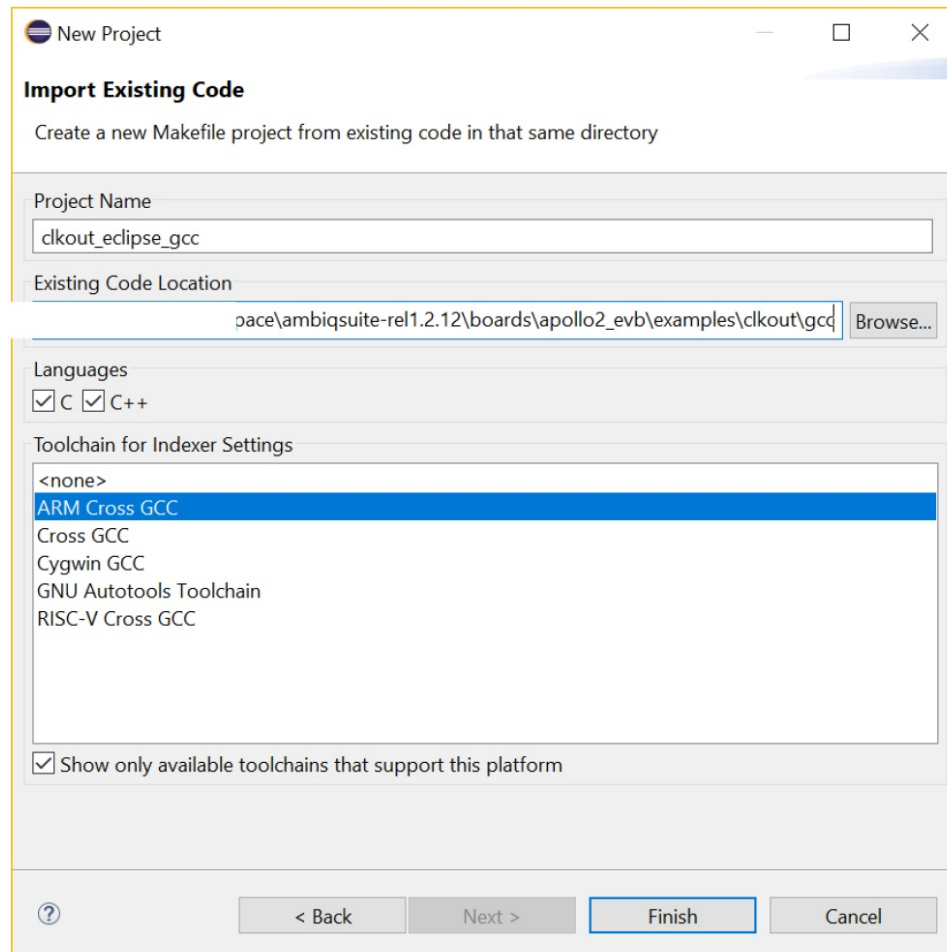 New Project
Import Existing Code
Create a new Makefile project from existing code in that same directory
Project Name
clkout_eclipse_gcc
Existing Code Location
pace\ambiqsuite-rel1.2.12\boards\apollo2_evb\examples\clkout\gcc Browse...
Languages
C C++
Toolchain for Indexer Settings
<none>
ARM Cross GCC
Cross GCC
Cygwin GCC
GNU Autotools Toolchain
RISC-V Cross GCC
Show only available toolchains that support this platform
? < Back Next > Finish Cancel